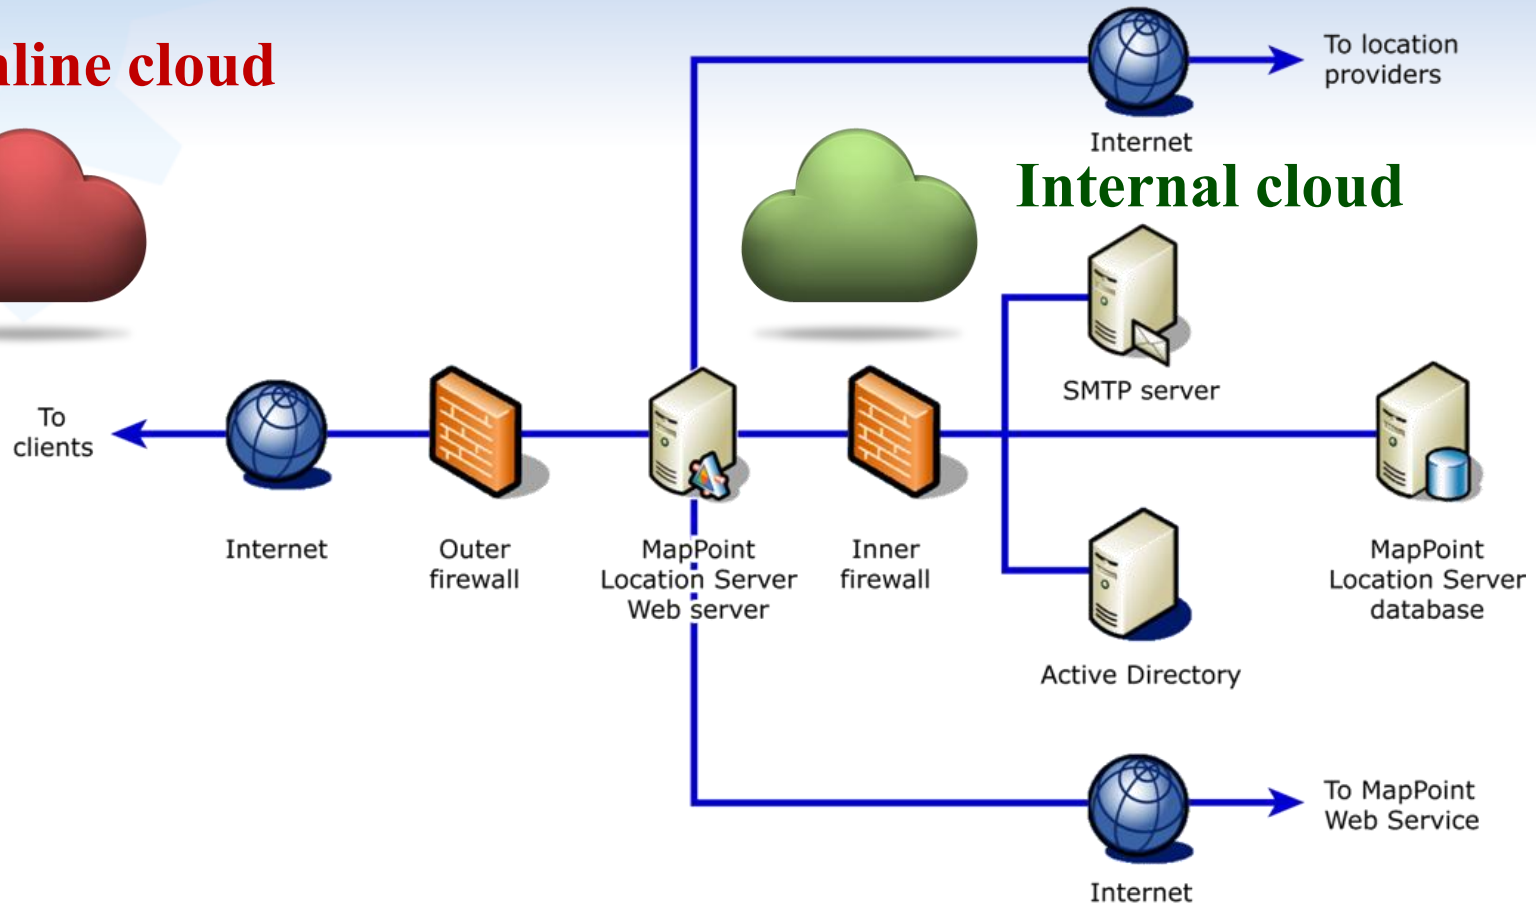 cloud
To location
providers
Internet
Internal cloud
SMTP server
To
clients
Internet
Outer
firewall
MapPoint
Location Server
Web server
Inner
firewall
MapPoint
Location Server
database
Active Directory
To MapPoint
Web Service
Internet